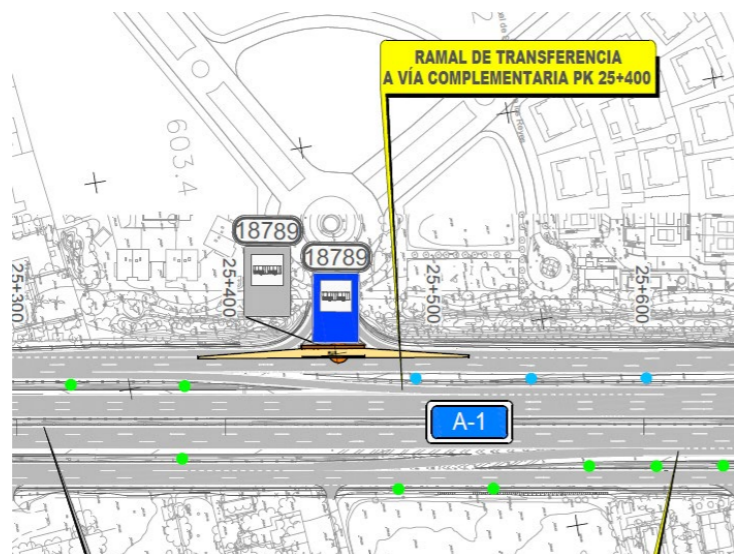 RAMAL DE TRANSFERENCIA
A VÍA COMPLEMENTARIA PK 25+400
603.4
18789
18789
25+300
25+400
25+500
25+600
A-1